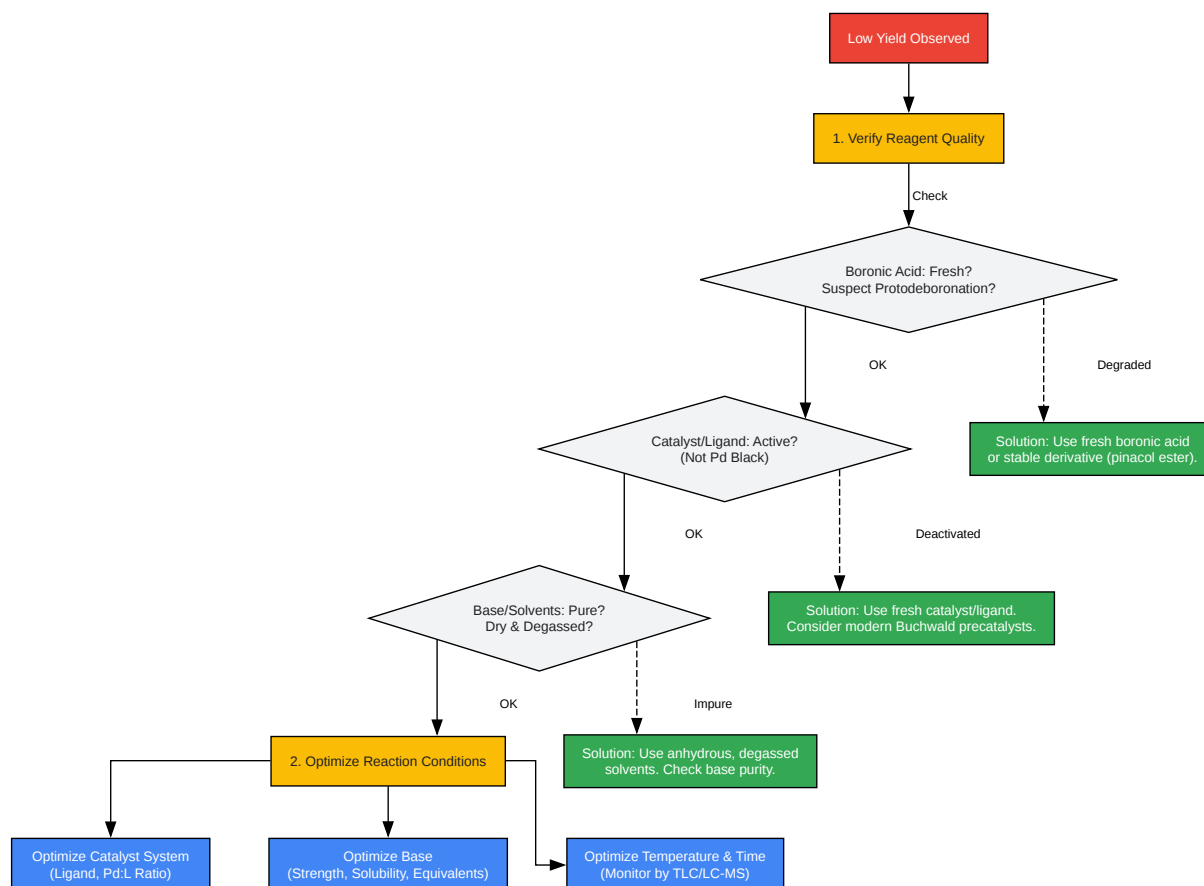 Low Yield Observed
1. Verify Reagent Quality
Check
Boronic Acid: Fresh?
Suspect Protodeboronation?
OK
Degraded
Catalyst/Ligand: Active?
(Not Pd Black)
Solution: Use fresh boronic acid
or stable derivative (pinacol ester).
OK
Deactivated
Base/Solvents: Pure?
Dry & Degassed?
Solution: Use fresh catalyst/ligand.
Consider modern Buchwald precatalysts.
OK
Impure
2. Optimize Reaction Conditions
Solution: Use anhydrous, degassed
solvents. Check base purity.
Optimize Catalyst System
(Ligand, Pd:L Ratio)
Optimize Base
(Strength, Solubility, Equivalents)
Optimize Temperature & Time
(Monitor by TLC/LC-MS)